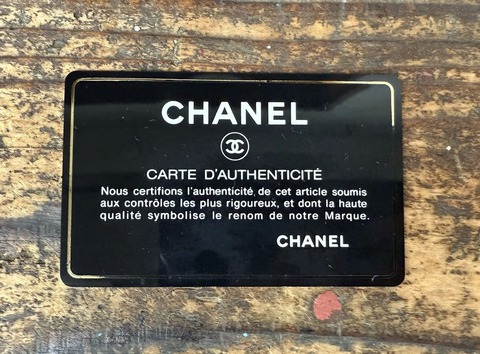 CHANEL
CARTE D'AUTHENTICITÉ
Nous certifions l'authenticité de cet article soumis
aux contrôles les plus rigoureux, et dont la haute
qualité symbolise le renom de notre Marque.
CHANEL